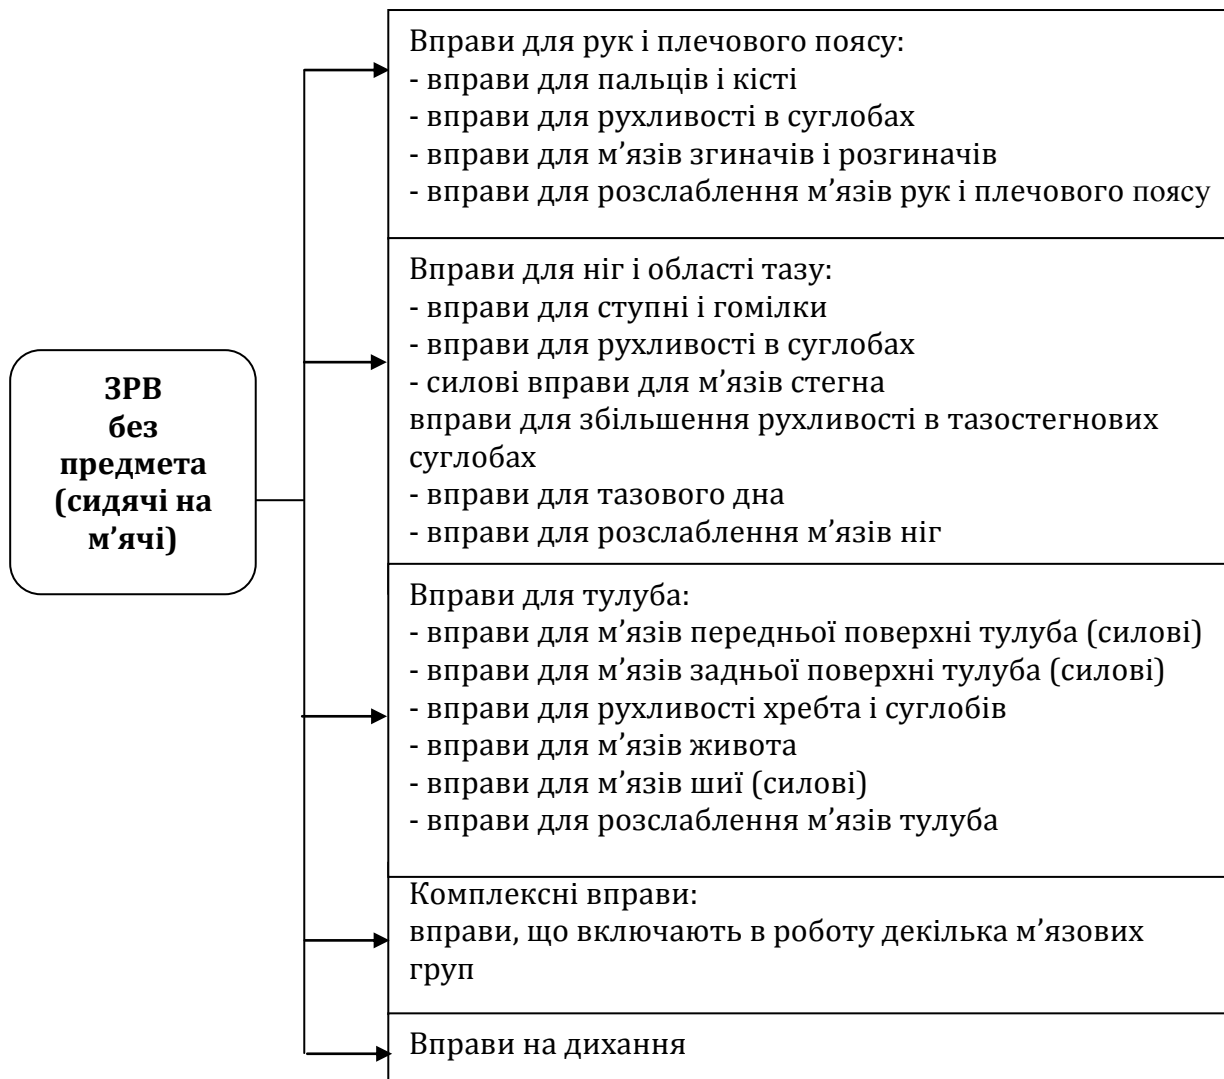 ЗРВ
без
предмета
(сидячі на
м’ячі)
Вправи для рук і плечового поясу:
- вправи для пальців і кісті
- вправи для рухливості в суглобах
- вправи для м’язів згиначів і розгиначів
- вправи для розслаблення м’язів рук і плечового поясу
Вправи для ніг і області тазу:
- вправи для ступні і гомілки
- вправи для рухливості в суглобах
- силові вправи для м’язів стегна
вправи для збільшення рухливості в тазостегнових
суглобах
- вправи для тазового дна
- вправи для розслаблення м’язів ніг
Вправи для тулуба:
- вправи для м’язів передньої поверхні тулуба (силові)
- вправи для м’язів задньої поверхні тулуба (силові)
- вправи для рухливості хребта і суглобів
- вправи для м’язів живота
- вправи для м’язів шиї (силові)
- вправи для розслаблення м’язів тулуба
Комплексні вправи:
вправи, що включають в роботу декілька м’язових
груп
Вправи на дихання